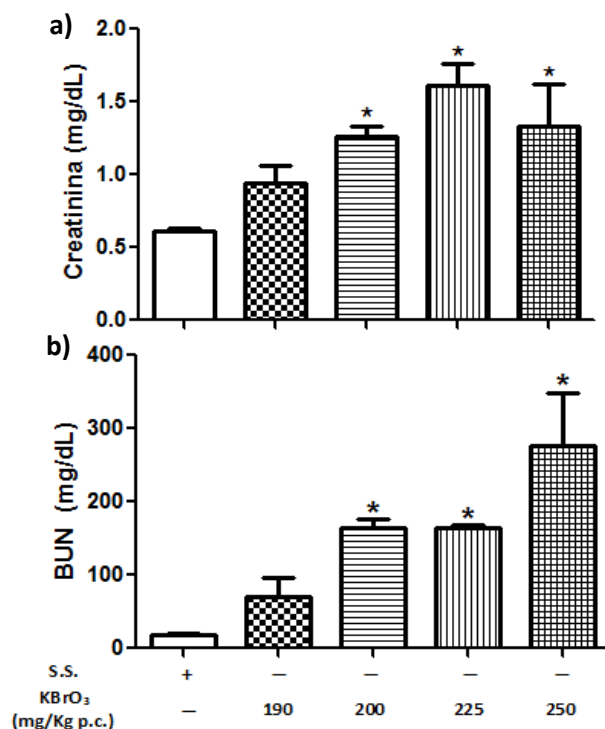 a)
Creatinina (mg/dL)
2.0
1.5
1.0
0.5
0.0
*
*
*
b)
BUN (mg/dL)
400
300
200
100
0
*
*
*
S.S. + — — — —
KBrO₃
(mg/Kg p.c.) — 190 200 225 250